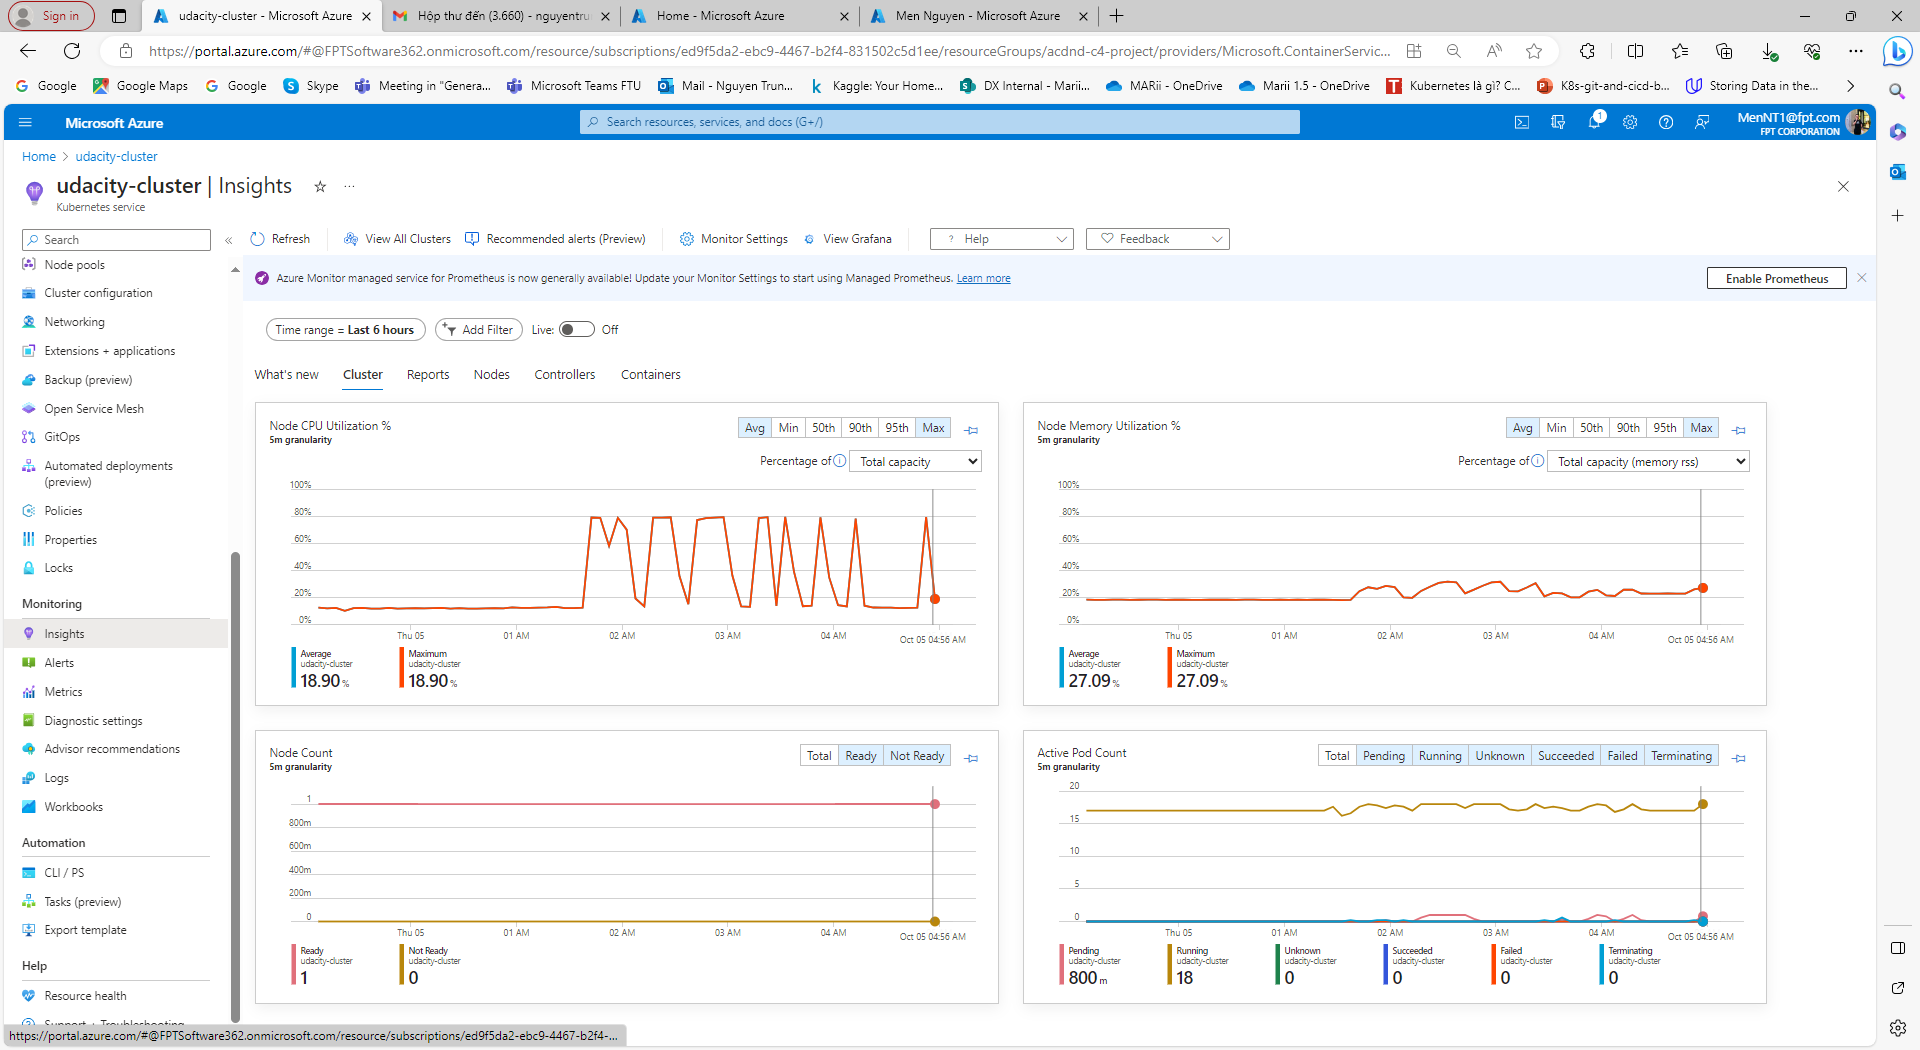 Sign in
udacity-cluster - Microsoft Azure
Hộp thư đến (3.660) - nguyentru
Home - Microsoft Azure
Men Nguyen - Microsoft Azure
https://portal.azure.com/#@FPTSoftware362.onmicrosoft.com/resource/subscriptions/ed9f5da2-ebc9-4467-b2f4-831502c5d1ee/resourceGroups/acdnd-c4-project/providers/Microsoft.ContainerServic...
Google
Google Maps
Google
Skype
Meeting in "Genera...
Microsoft Teams FTU
Mail - Nguyen Trun...
Kaggle: Your Home...
DX Internal - Marii...
MARii - OneDrive
Marii 1.5 - OneDrive
Kubernetes là gì? C...
K8s-git-and-cicd-b...
Storing Data in the...
Microsoft Azure
Search resources, services, and docs (G+/)
1
MenNT1@fpt.com
FPT CORPORATION
Home > udacity-cluster
udacity-cluster | Insights
Kubernetes service
Search
Refresh
View All Clusters
Recommended alerts (Preview)
Monitor Settings
View Grafana
? Help
Feedback
Node pools
Cluster configuration
Networking
Extensions + applications
Backup (preview)
Open Service Mesh
GitOps
Automated deployments
(preview)
Policies
Properties
Locks
Monitoring
Insights
Alerts
Metrics
Diagnostic settings
Advisor recommendations
Logs
Workbooks
Automation
CLI / PS
Tasks (preview)
Export template
Help
Resource health
Support + Troubleshooting
Azure Monitor managed service for Prometheus is now generally available! Update your Monitor Settings to start using Managed Prometheus. Learn more
Enable Prometheus
Time range = Last 6 hours
Add Filter
Live:
Off
What's new
Cluster
Reports
Nodes
Controllers
Containers
Node CPU Utilization %
5m granularity
Avg Min 50th 90th 95th Max
Percentage of Total capacity
100%
80%
60%
40%
20%
0%
Thu 05 01 AM 02 AM 03 AM 04 AM Oct 05 04:56 AM
Average
udacity-cluster
18.90 %
Maximum
udacity-cluster
18.90 %
Node Memory Utilization %
5m granularity
Avg Min 50th 90th 95th Max
Percentage of Total capacity (memory rss)
100%
80%
60%
40%
20%
0%
Thu 05 01 AM 02 AM 03 AM 04 AM Oct 05 04:56 AM
Average
udacity-cluster
27.09 %
Maximum
udacity-cluster
27.09 %
Node Count
5m granularity
Total Ready Not Ready
1
800m
600m
400m
200m
0
Thu 05 01 AM 02 AM 03 AM 04 AM Oct 05 04:56 AM
Ready
udacity-cluster
1
Not Ready
udacity-cluster
0
Active Pod Count
5m granularity
Total Pending Running Unknown Succeeded Failed Terminating
20
15
10
5
0
Thu 05 01 AM 02 AM 03 AM 04 AM Oct 05 04:56 AM
Pending
udacity-cluster
800 m
Running
udacity-cluster
18
Unknown
udacity-cluster
0
Succeeded
udacity-cluster
0
Failed
udacity-cluster
0
Terminating
udacity-cluster
0
https://portal.azure.com/#@FPTSoftware362.onmicrosoft.com/resource/subscriptions/ed9f5da2-ebc9-4467-b2f4-...